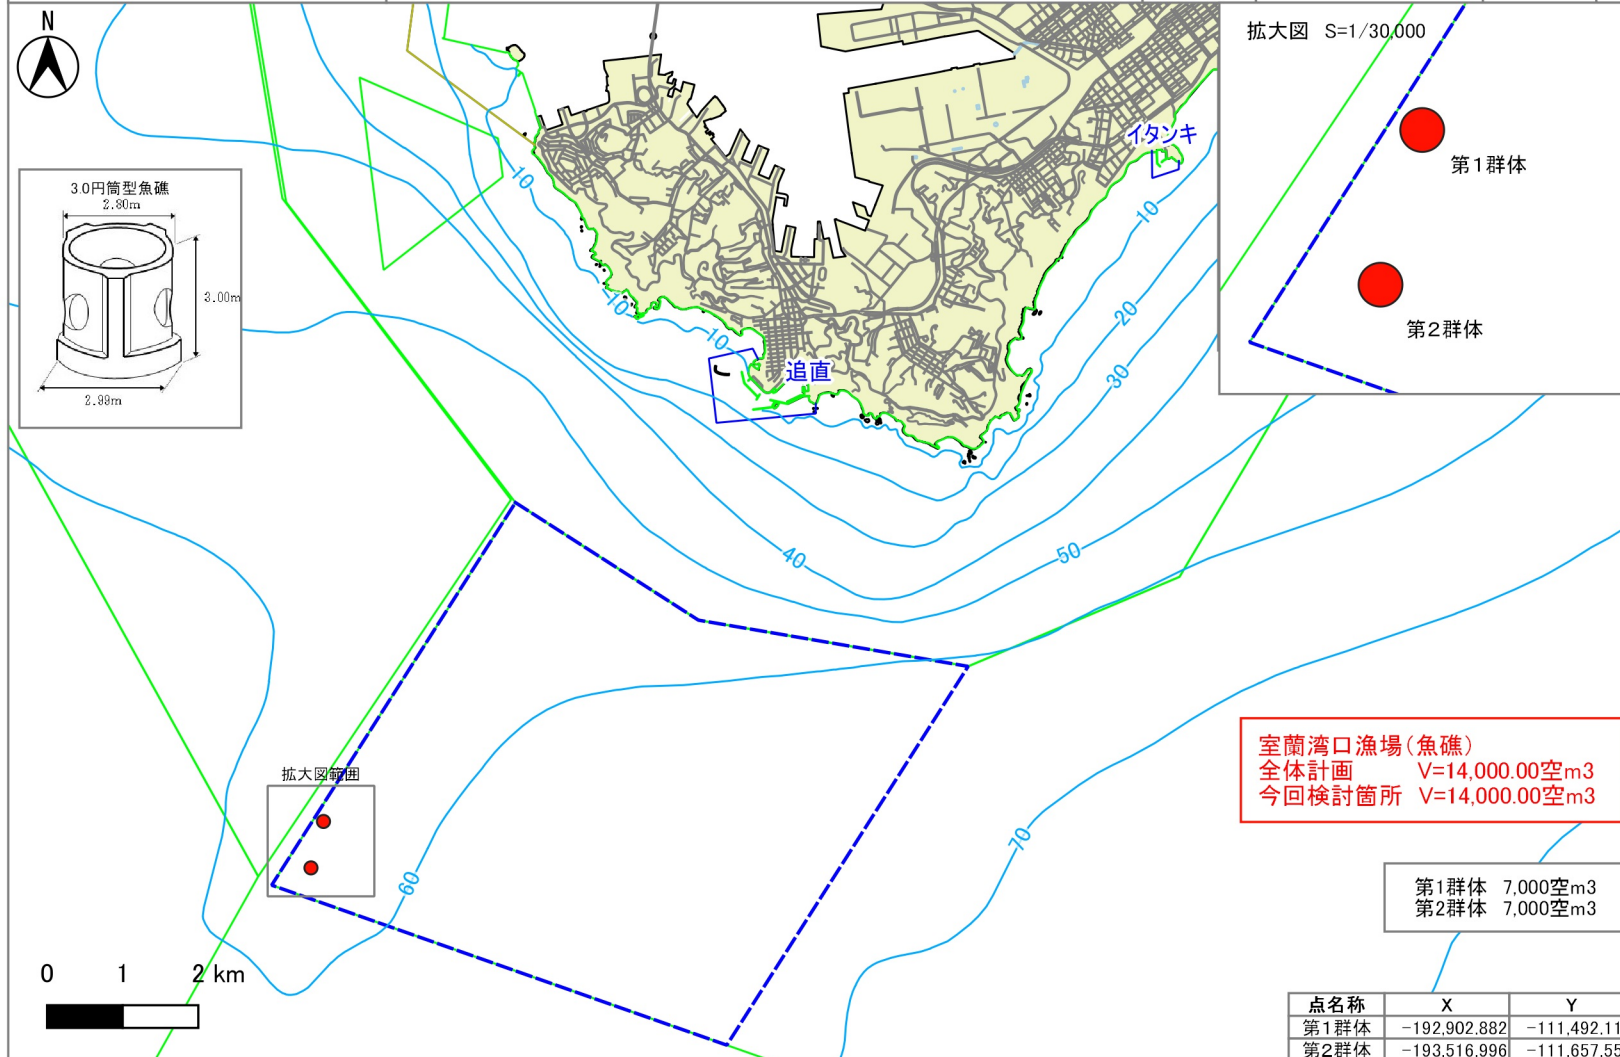 N
拡大図 S=1/30,000
第1群体
第2群体
イタンキ
追直
3.0円筒型魚礁
2.80m
3.00m
2.99m
10
10
10
10
20
30
40
50
60
70
拡大図範囲
室蘭湾口漁場(魚礁)
全体計画 V=14,000.00空m3
今回検討箇所 V=14,000.00空m3
第1群体 7,000空m3
第2群体 7,000空m3
0 1 2 km
点名称 X Y
第1群体 -192,902.882 -111,492.11
第2群体 -193,516.996 -111,657.55